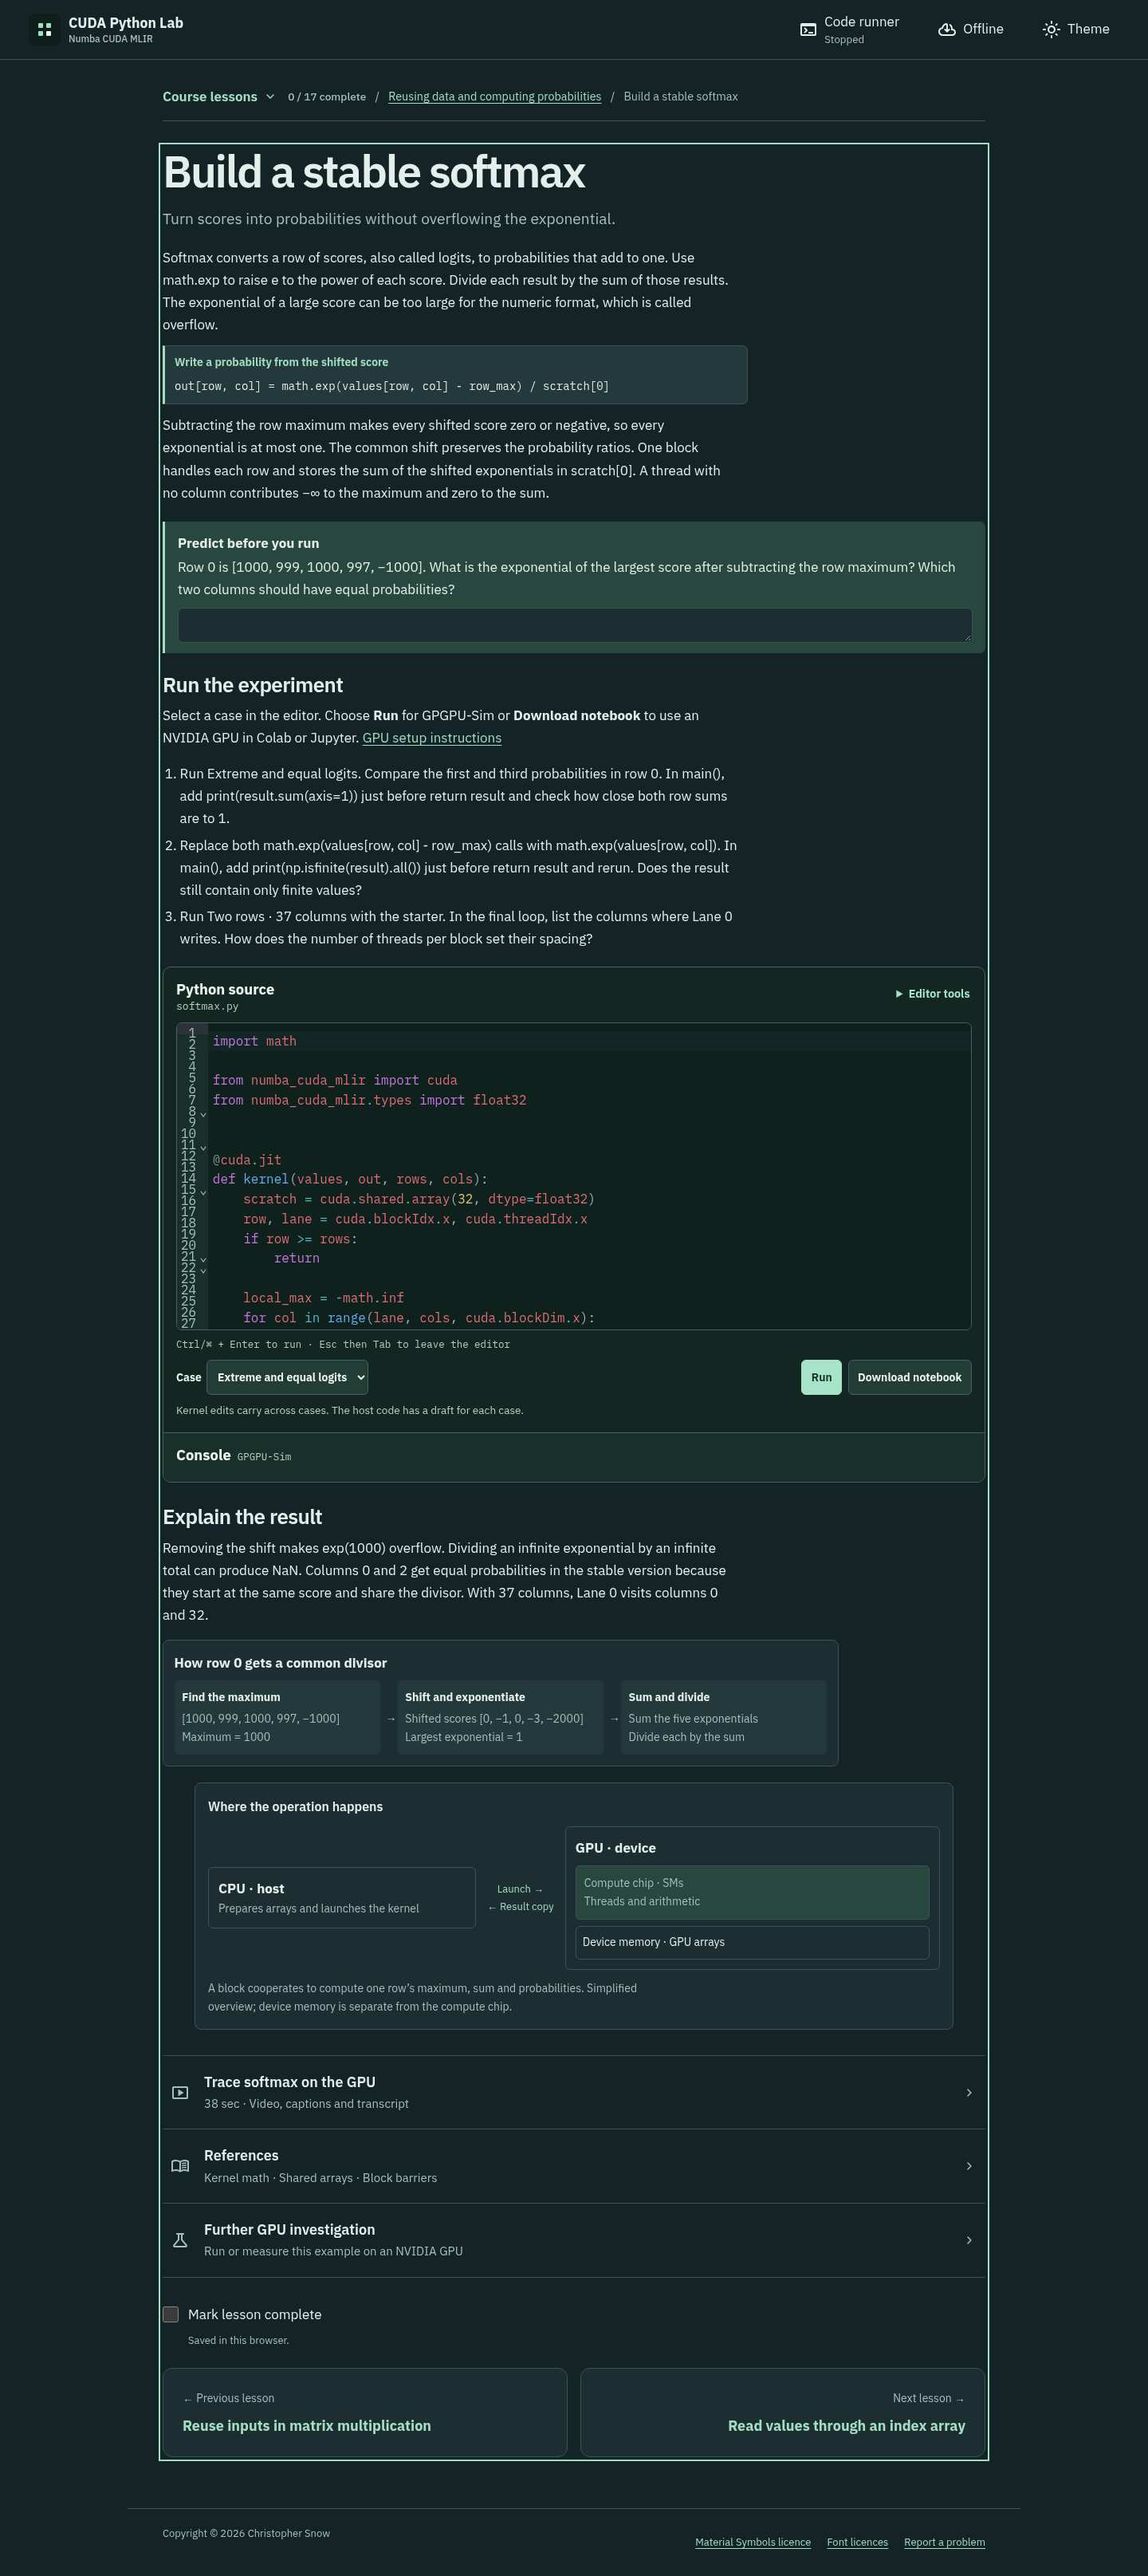 CUDA Python Lab
Numba CUDA MLIR
Code runner
Stopped
Offline
Theme
Course lessons
0 / 17 complete / Reusing data and computing probabilities / Build a stable softmax
Build a stable softmax
Turn scores into probabilities without overflowing the exponential.
Softmax converts a row of scores, also called logits, to probabilities that add to one. Use
math.exp to raise e to the power of each score. Divide each result by the sum of those results.
The exponential of a large score can be too large for the numeric format, which is called
overflow.
Write a probability from the shifted score
out[row, col] = math.exp(values[row, col] - row_max) / scratch[0]
Subtracting the row maximum makes every shifted score zero or negative, so every
exponential is at most one. The common shift preserves the probability ratios. One block
handles each row and stores the sum of the shifted exponentials in scratch[0]. A thread with
no column contributes −∞ to the maximum and zero to the sum.
Predict before you run
Row 0 is [1000, 999, 1000, 997, −1000]. What is the exponential of the largest score after subtracting the row maximum? Which
two columns should have equal probabilities?
Run the experiment
Select a case in the editor. Choose Run for GPGPU-Sim or Download notebook to use an
NVIDIA GPU in Colab or Jupyter. GPU setup instructions
1. Run Extreme and equal logits. Compare the first and third probabilities in row 0. In main(),
add print(result.sum(axis=1)) just before return result and check how close both row sums
are to 1.
2. Replace both math.exp(values[row, col] - row_max) calls with math.exp(values[row, col]). In
main(), add print(np.isfinite(result).all()) just before return result and rerun. Does the result
still contain only finite values?
3. Run Two rows · 37 columns with the starter. In the final loop, list the columns where Lane 0
writes. How does the number of threads per block set their spacing?
Python source
softmax.py
Editor tools
1
2
3
4
5
6
7
8
9
10
11
12
13
14
15
16
17
18
19
20
21
22
23
24
25
26
27
import math
from numba_cuda_mlir import cuda
from numba_cuda_mlir.types import float32
@cuda.jit
def kernel(values, out, rows, cols):
scratch = cuda.shared.array(32, dtype=float32)
row, lane = cuda.blockIdx.x, cuda.threadIdx.x
if row >= rows:
return
local_max = -math.inf
for col in range(lane, cols, cuda.blockDim.x):
Ctrl/⌘ + Enter to run · Esc then Tab to leave the editor
Case Extreme and equal logits
Run
Download notebook
Kernel edits carry across cases. The host code has a draft for each case.
Console GPGPU-Sim
Explain the result
Removing the shift makes exp(1000) overflow. Dividing an infinite exponential by an infinite
total can produce NaN. Columns 0 and 2 get equal probabilities in the stable version because
they start at the same score and share the divisor. With 37 columns, Lane 0 visits columns 0
and 32.
How row 0 gets a common divisor
Find the maximum
[1000, 999, 1000, 997, −1000]
Maximum = 1000
→
Shift and exponentiate
Shifted scores [0, −1, 0, −3, −2000]
Largest exponential = 1
→
Sum and divide
Sum the five exponentials
Divide each by the sum
Where the operation happens
CPU · host
Prepares arrays and launches the kernel
Launch →
← Result copy
GPU · device
Compute chip · SMs
Threads and arithmetic
Device memory · GPU arrays
A block cooperates to compute one row's maximum, sum and probabilities. Simplified
overview; device memory is separate from the compute chip.
Trace softmax on the GPU
38 sec · Video, captions and transcript
References
Kernel math · Shared arrays · Block barriers
Further GPU investigation
Run or measure this example on an NVIDIA GPU
Mark lesson complete
Saved in this browser.
← Previous lesson
Reuse inputs in matrix multiplication
Next lesson →
Read values through an index array
Copyright © 2026 Christopher Snow
Material Symbols licence
Font licences
Report a problem